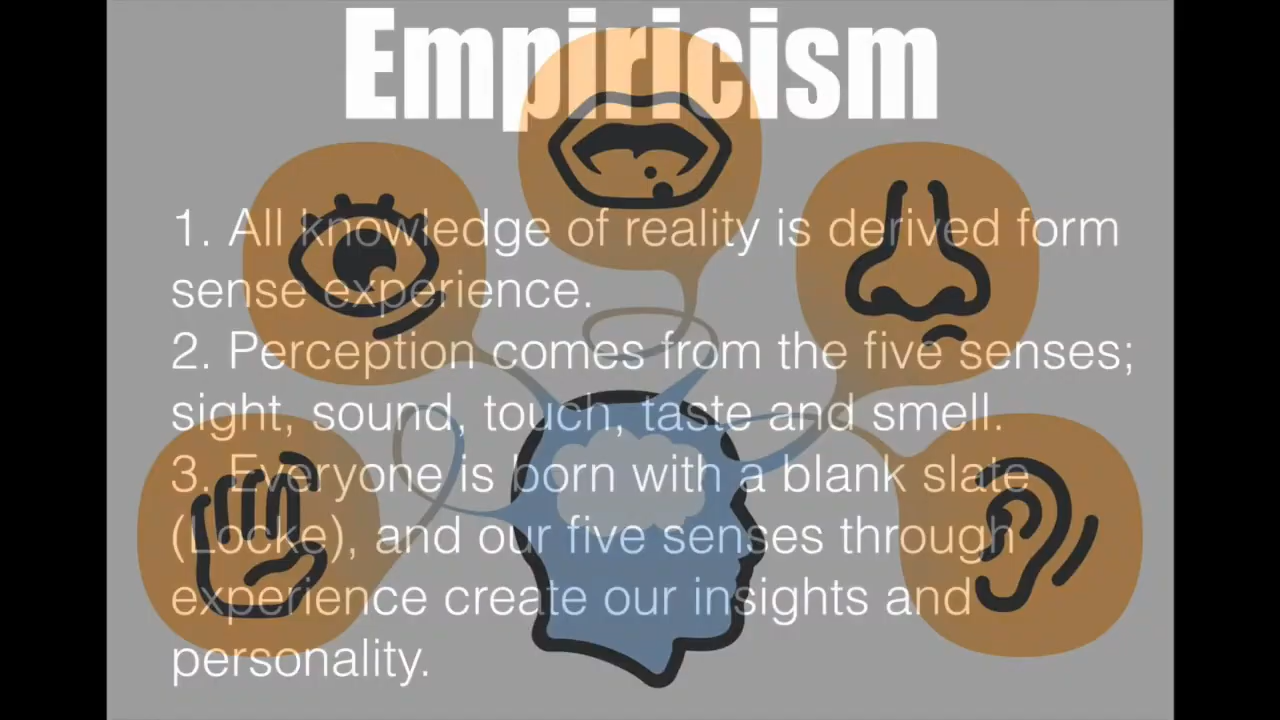 Empiricism
1. All knowledge of reality is derived form
sense experience.
2. Perception comes from the five senses;
sight, sound, touch, taste and smell.
3. Everyone is born with a blank slate
(Locke), and our five senses through
experience create our insights and
personality.